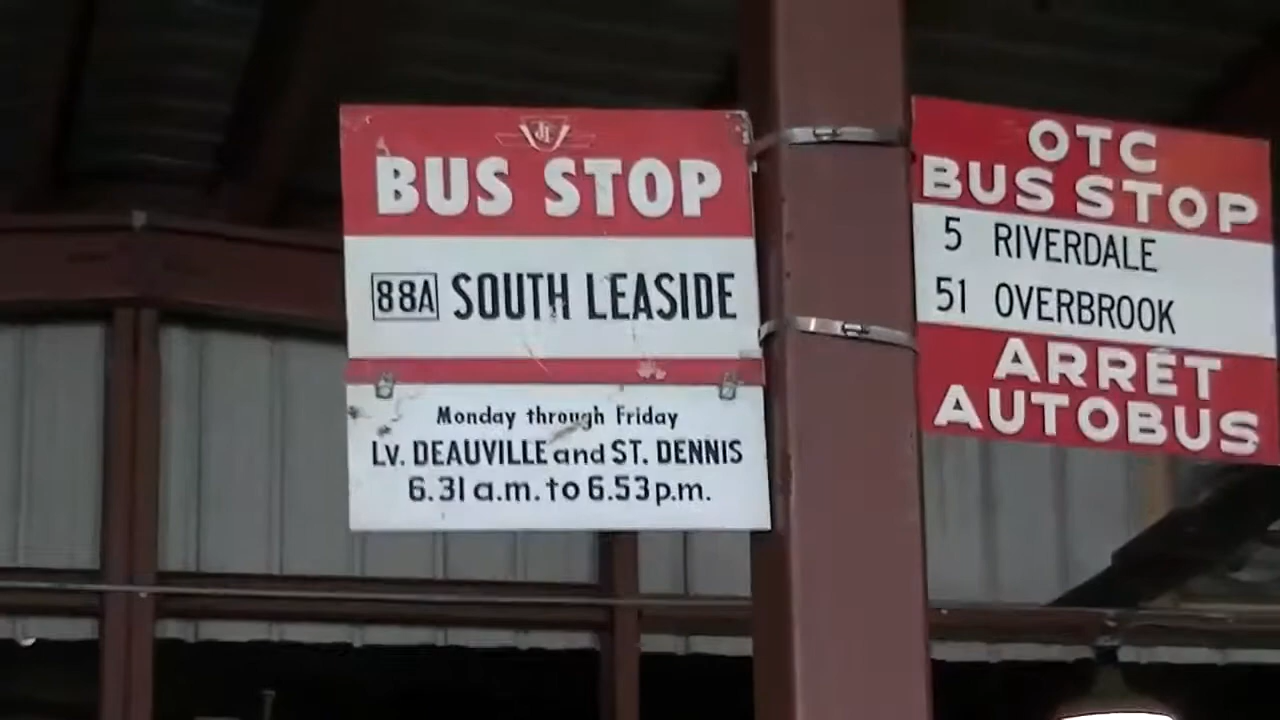 BUS STOP
88A SOUTH LEASIDE
Monday through Friday
Lv. DEAUVILLE and ST. DENNIS
6.31 a.m. to 6.53 p.m.
OTC
BUS STOP
5 RIVERDALE
51 OVERBROOK
ARRÊT
AUTOBUS